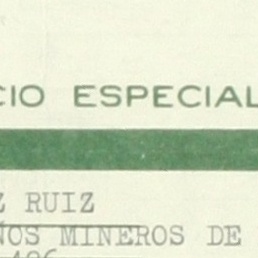 CIO ESPECIAL
Z RUIZ
ÑOS MINEROS DE